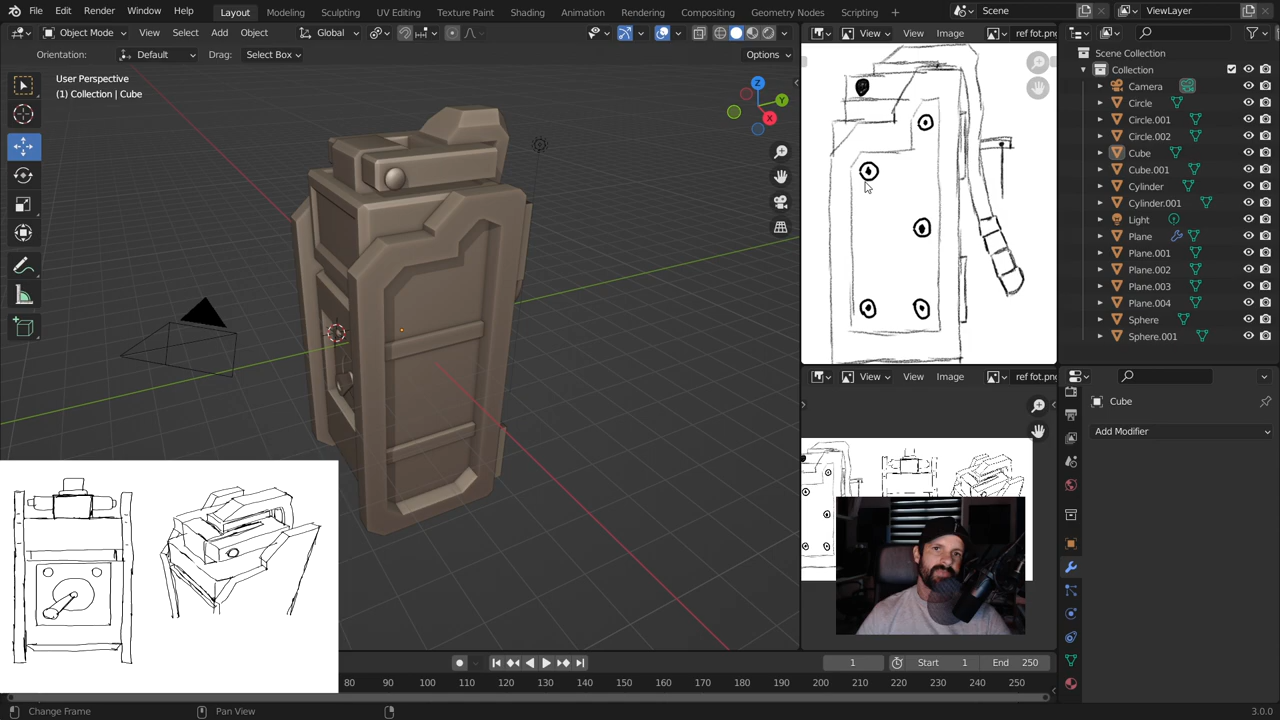 File Edit Render Window Help Layout Modeling Sculpting UV Editing Texture Paint Shading Animation Rendering Compositing Geometry Nodes Scripting Scene ViewLayer
Object Mode View Select Add Object Global View View Image ref fot.png
Orientation: Default Drag: Select Box Options
User Perspective
(1) Collection | Cube
Z
Y
X
Scene Collection
Collection
Camera
Circle
Circle.001
Circle.002
Cube
Cube.001
Cylinder
Cylinder.001
Light
Plane
Plane.001
Plane.002
Plane.003
Plane.004
Sphere
Sphere.001
View View Image ref fot.png
Cube
Add Modifier
1 Start 1 End 250
80 90 100 110 120 130 140 150 160 170 180 190 200 210 220 230 240 250
Change Frame Pan View 3.0.0